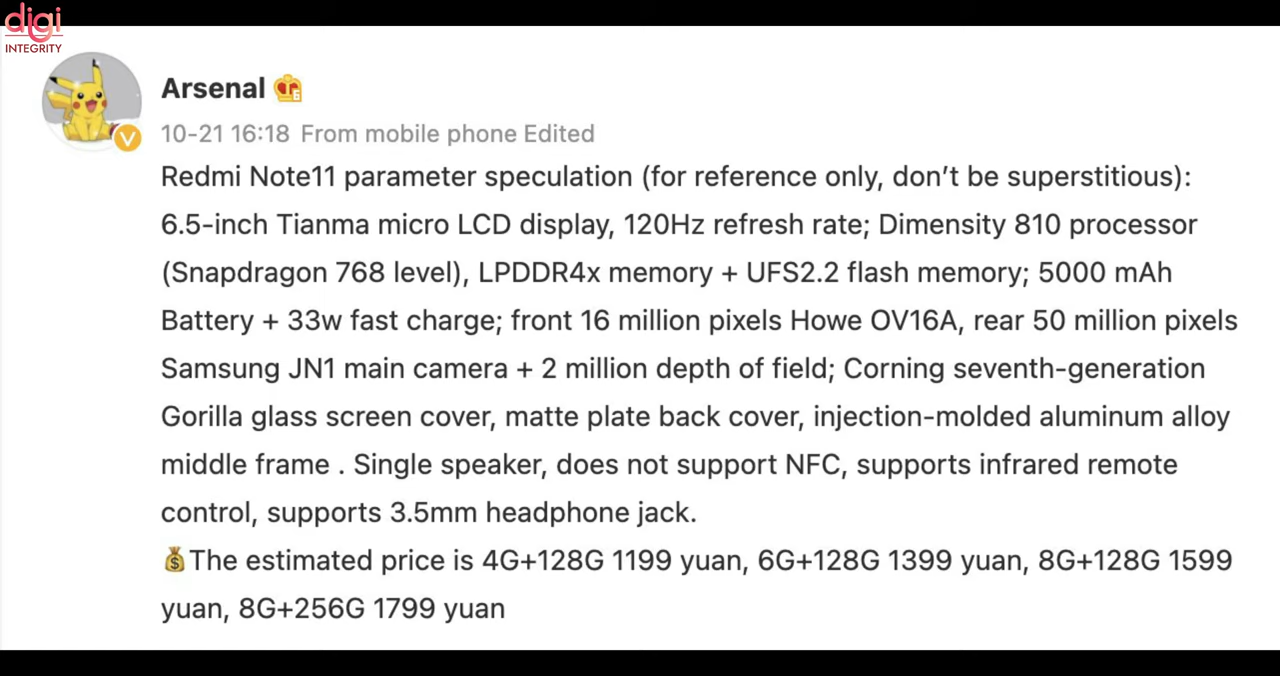 digi
INTEGRITY
Arsenal
10-21 16:18 From mobile phone Edited
Redmi Note11 parameter speculation (for reference only, don’t be superstitious):
6.5-inch Tianma micro LCD display, 120Hz refresh rate; Dimensity 810 processor
(Snapdragon 768 level), LPDDR4x memory + UFS2.2 flash memory; 5000 mAh
Battery + 33w fast charge; front 16 million pixels Howe OV16A, rear 50 million pixels
Samsung JN1 main camera + 2 million depth of field; Corning seventh-generation
Gorilla glass screen cover, matte plate back cover, injection-molded aluminum alloy
middle frame . Single speaker, does not support NFC, supports infrared remote
control, supports 3.5mm headphone jack.
💰The estimated price is 4G+128G 1199 yuan, 6G+128G 1399 yuan, 8G+128G 1599
yuan, 8G+256G 1799 yuan